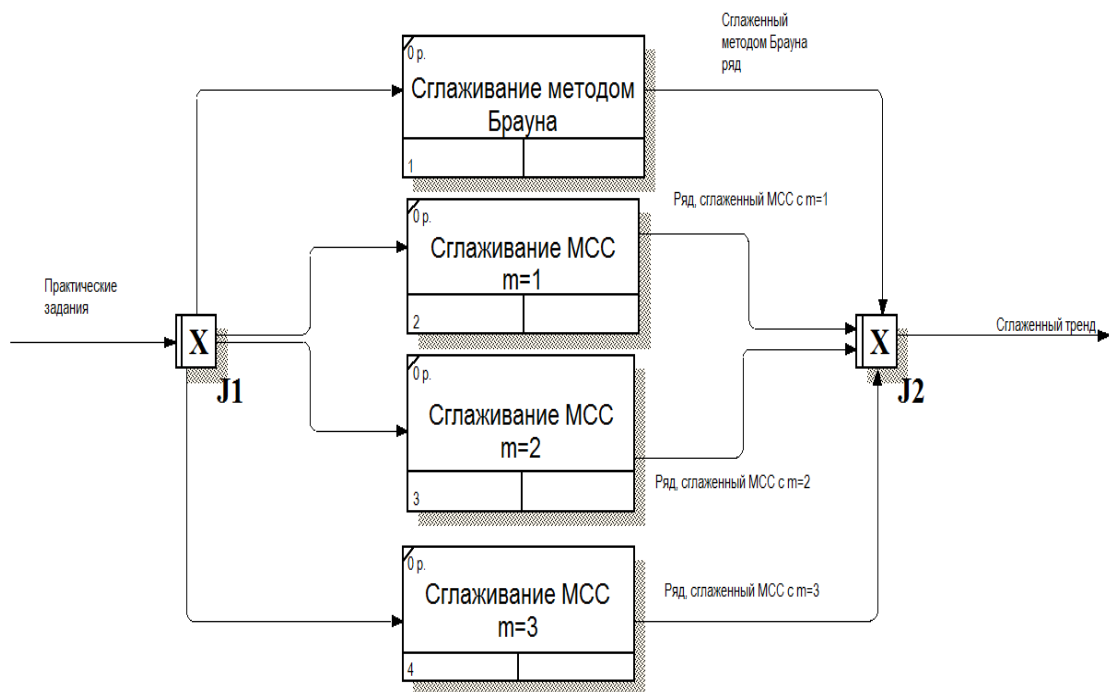 Сглаженный
методом Брауна
ряд
0 р.
Сглаживание методом
Брауна
1
Ряд, сглаженный МСС с m=1
0 р.
Сглаживание МСС
m=1
2
Практические
задания
X
J1
X
J2
Сглаженный тренд
0 р.
Сглаживание МСС
m=2
3
Ряд, сглаженный МСС с m=2
0 р.
Сглаживание МСС
m=3
4
Ряд, сглаженный МСС с m=3